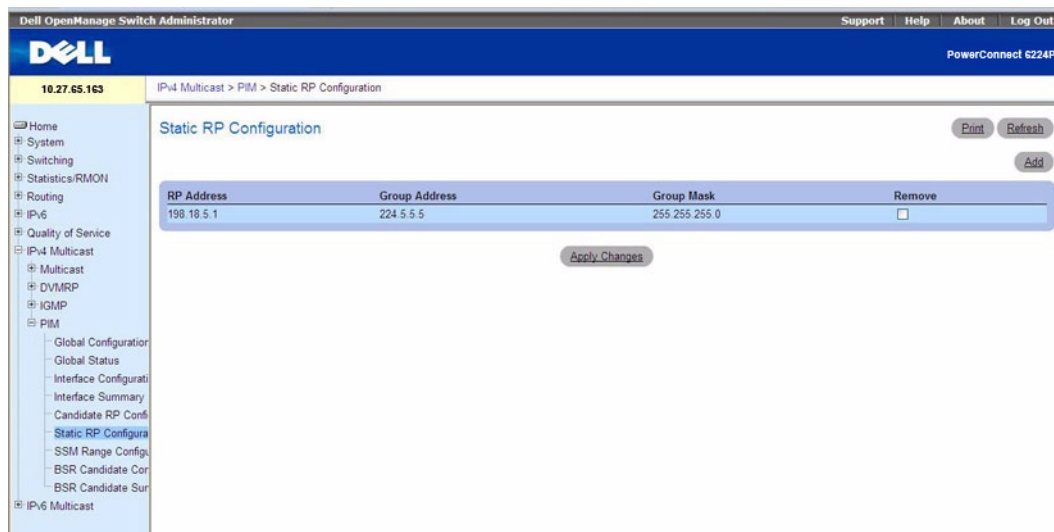 Dell OpenManage Switch Administrator
Support Help About Log Out
DELL
PowerConnect 6224P
10.27.65.163
IPv4 Multicast > PIM > Static RP Configuration
Home
System
Switching
Statistics/RMON
Routing
IPv6
Quality of Service
IPv4 Multicast
Multicast
DVMRP
IGMP
PIM
Global Configuration
Global Status
Interface Configurati
Interface Summary
Candidate RP Confi
Static RP Configura
SSM Range Configu
BSR Candidate Con
BSR Candidate Sum
IPv6 Multicast
Static RP Configuration
Print Refresh
Add
RP Address Group Address Group Mask Remove
198.18.5.1 224.5.5.5 255.255.255.0
Apply Changes